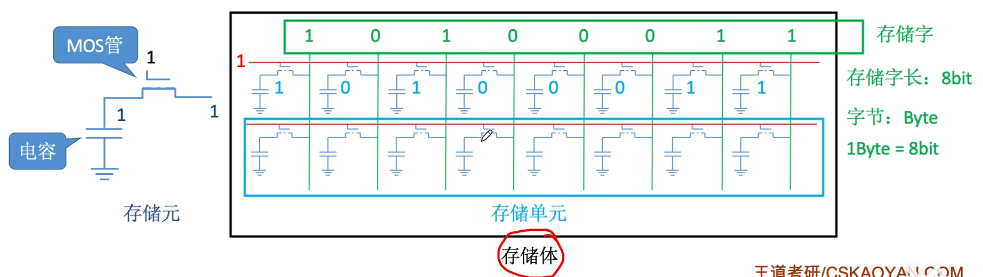 MOS管
1
1
1
电容
存储元
1 0 1 0 0 0 1 1
存储字
1
1 0 1 0 0 0 1 1
存储字长：8bit
字节：Byte
1Byte = 8bit
存储单元
存储体
王道考研/CSKAOYAN.COM